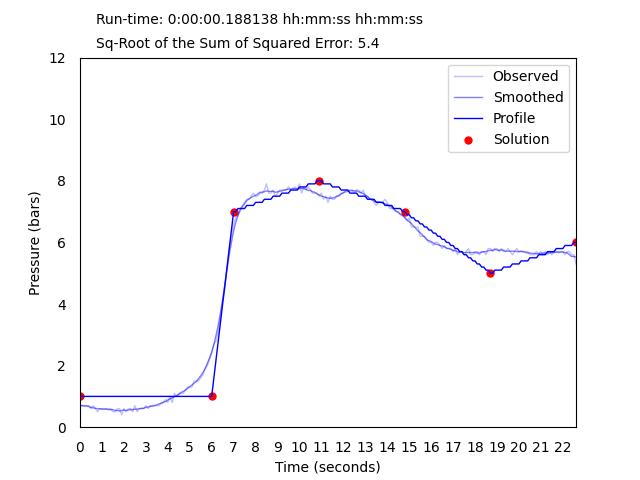 Run-time: 0:00:00.188138 hh:mm:ss hh:mm:ss
Sq-Root of the Sum of Squared Error: 5.4
12
10
8
6
4
2
0
Pressure (bars)
Observed
Smoothed
Profile
Solution
0 1 2 3 4 5 6 7 8 9 10 11 12 13 14 15 16 17 18 19 20 21 22
Time (seconds)